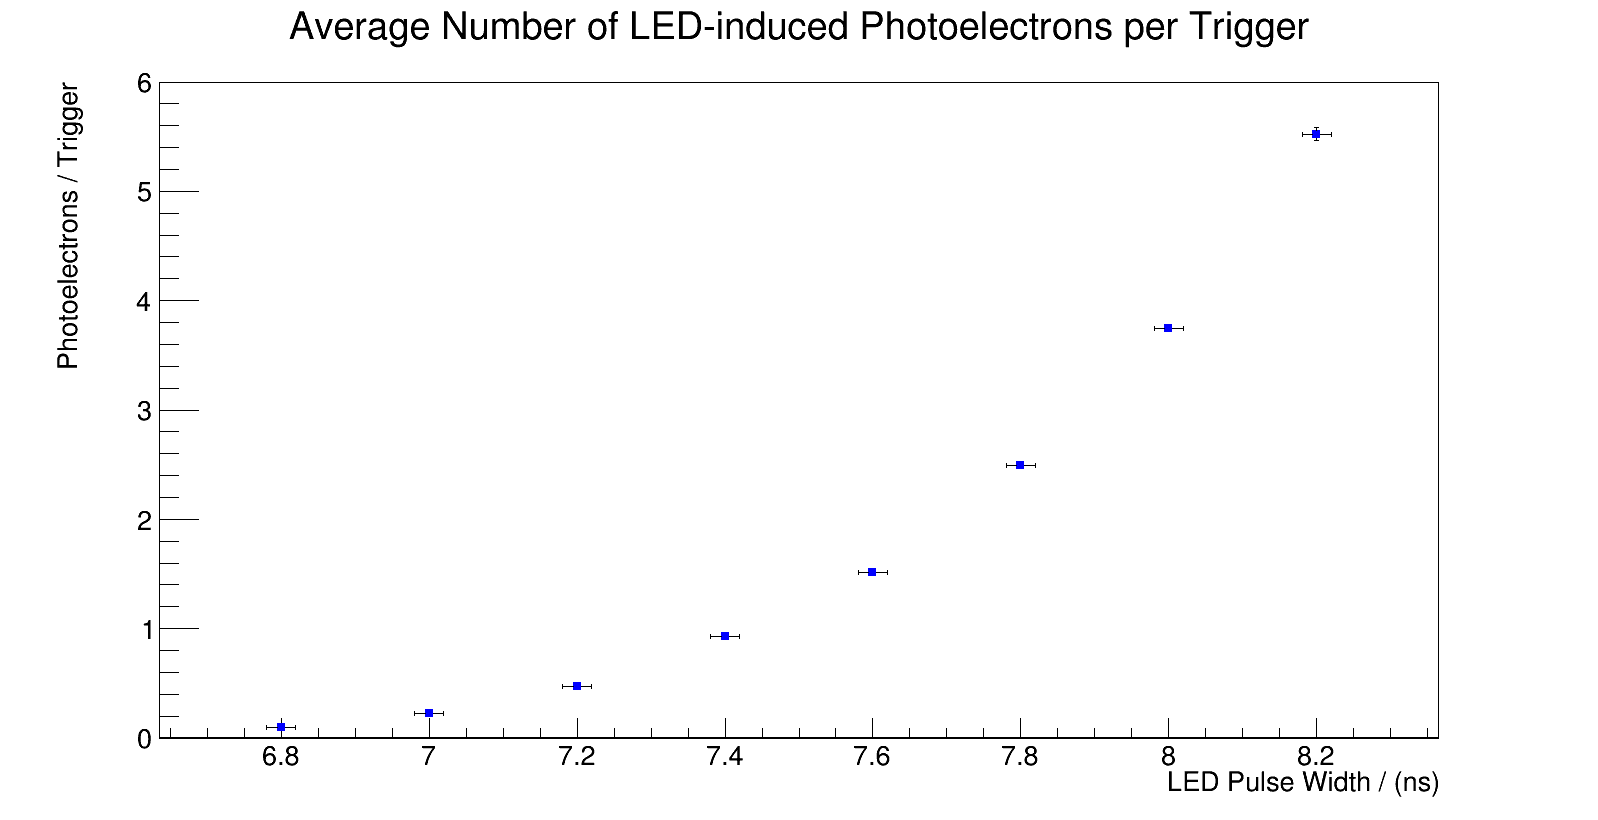 Average Number of LED-induced Photoelectrons per Trigger
Photoelectrons / Trigger
6
5
4
3
2
1
0
6.8 7 7.2 7.4 7.6 7.8 8 8.2
LED Pulse Width / (ns)